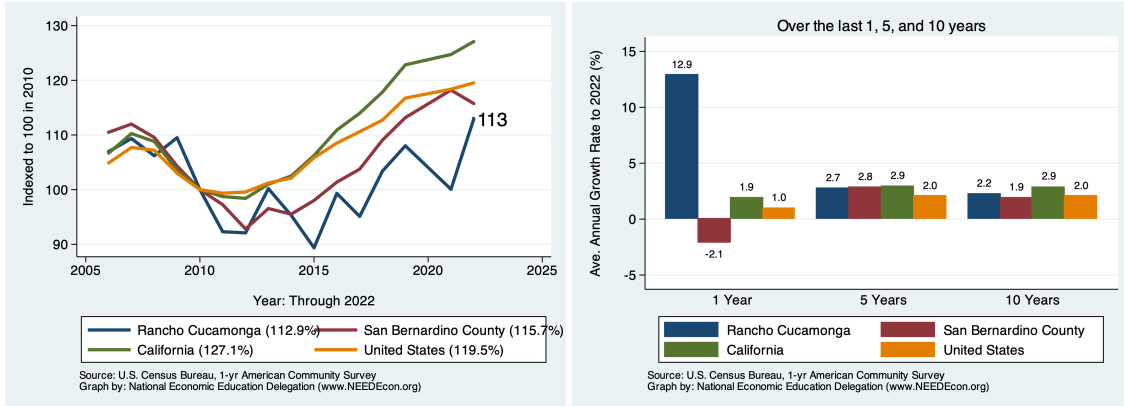 130
120
110
100
90
Indexed to 100 in 2010
113
2005
2010
2015
2020
2025
Year: Through 2022
Rancho Cucamonga (112.9%)
San Bernardino County (115.7%)
California (127.1%)
United States (119.5%)
Source: U.S. Census Bureau, 1-yr American Community Survey
Graph by: National Economic Education Delegation (www.NEEDEcon.org)
Over the last 1, 5, and 10 years
15
10
5
0
-5
Ave. Annual Growth Rate to 2022 (%)
12.9
-2.1
1.9
1.0
2.7
2.8
2.9
2.0
2.2
1.9
2.9
2.0
1 Year
5 Years
10 Years
Rancho Cucamonga
San Bernardino County
California
United States
Source: U.S. Census Bureau, 1-yr American Community Survey
Graph by: National Economic Education Delegation (www.NEEDEcon.org)